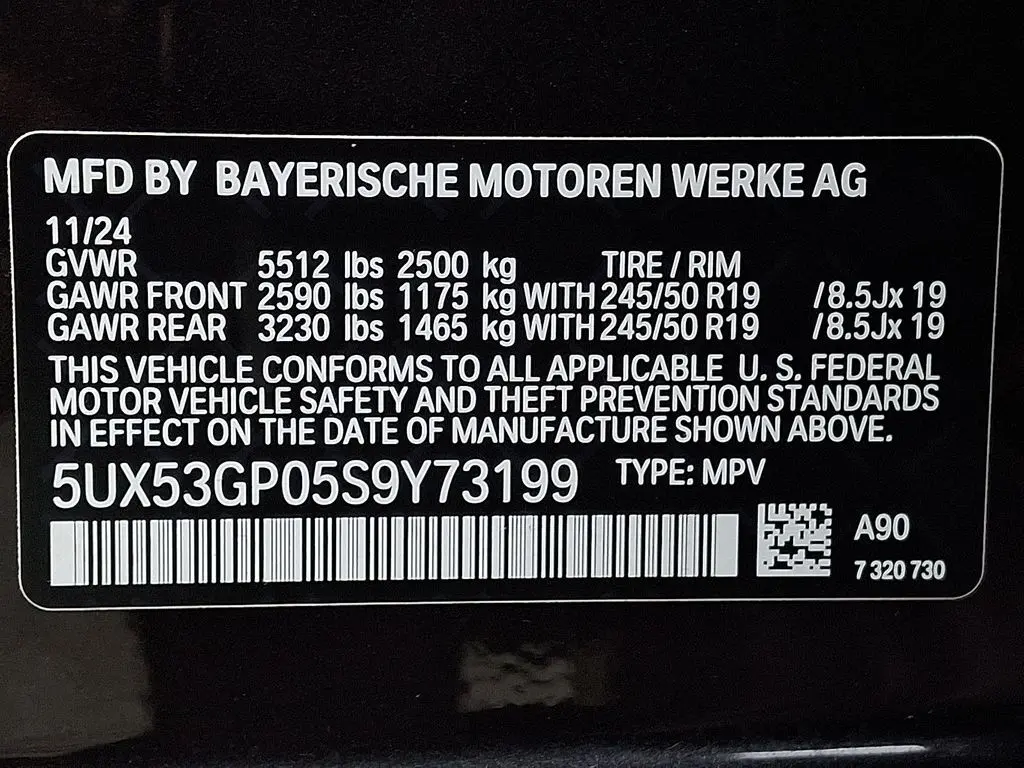 MFD BY BAYERISCHE MOTOREN WERKE AG
11/24
GVWR 5512 lbs 2500 kg TIRE / RIM
GAWR FRONT 2590 lbs 1175 kg WITH 245/50 R19 /8.5Jx 19
GAWR REAR 3230 lbs 1465 kg WITH 245/50 R19 /8.5Jx 19
THIS VEHICLE CONFORMS TO ALL APPLICABLE U. S. FEDERAL
MOTOR VEHICLE SAFETY AND THEFT PREVENTION STANDARDS
IN EFFECT ON THE DATE OF MANUFACTURE SHOWN ABOVE.
5UX53GP05S9Y73199 TYPE: MPV
A90
7 320 730